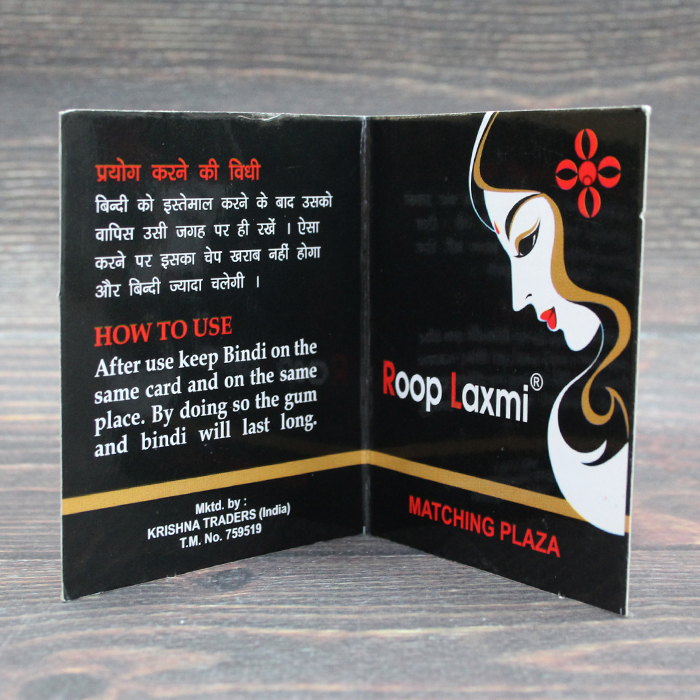 प्रयोग करने की विधी
बिन्दी को इस्तेमाल करने के बाद उसको
वापिस उसी जगह पर ही रखें । ऐसा
करने पर इसका चेप खराब नहीं होगा
और बिन्दी ज्यादा चलेगी ।
HOW TO USE
After use keep Bindi on the
same card and on the same
place. By doing so the gum
and bindi will last long.
Mktd. by :
KRISHNA TRADERS (India)
T.M. No. 759519
Roop Laxmi®
MATCHING PLAZA